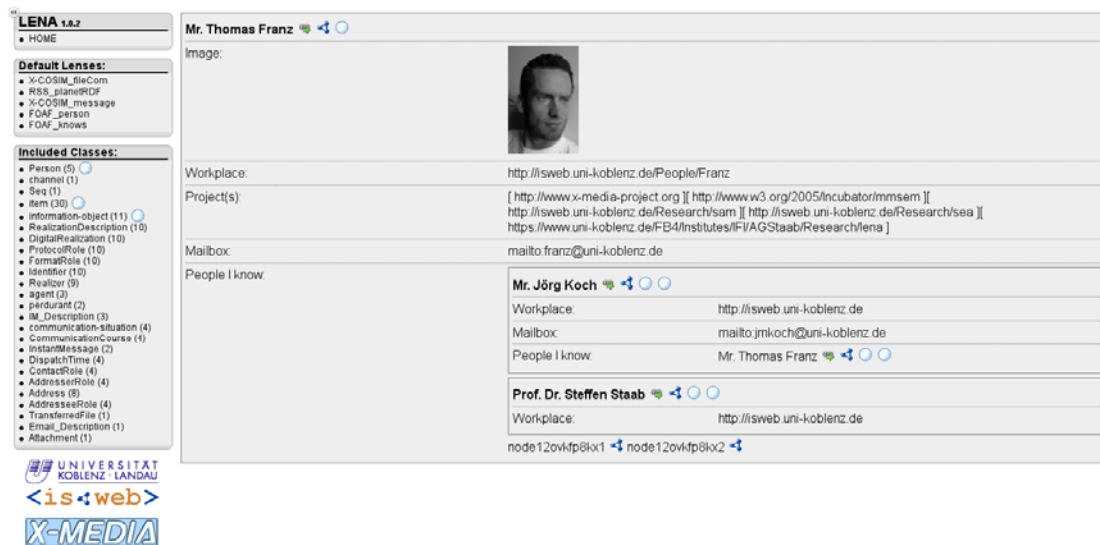 LENA 1.0.2
HOME
Default Lenses:
X-COSIM_fileCom
RSS_planetRDF
X-COSIM_message
FOAF_person
FOAF_knows
Included Classes:
Person (5)
channel (1)
Seq (1)
item (30)
information-object (11)
RealizationDescription (10)
DigitalRealization (10)
ProtocolRole (10)
FormatRole (10)
Identifier (10)
Realizer (9)
agent (3)
perdurant (2)
IM_Description (3)
communication-situation (4)
CommunicationCourse (4)
InstantMessage (2)
DispatchTime (4)
ContactRole (4)
AddresserRole (4)
Address (8)
AddresseeRole (4)
TransferredFile (1)
Email_Description (1)
Attachment (1)
UNIVERSITÄT
KOBLENZ · LANDAU
<is web>
X-MEDIA
Mr. Thomas Franz
Image:
Workplace: http://isweb.uni-koblenz.de/People/Franz
Project(s): [ http://www.x-media-project.org ][ http://www.w3.org/2005/Incubator/mmsem ][
http://isweb.uni-koblenz.de/Research/sam ][ http://isweb.uni-koblenz.de/Research/sea ][
https://www.uni-koblenz.de/FB4/Institutes/IFI/AGStaab/Research/lena ]
Mailbox: mailto:franz@uni-koblenz.de
People I know:
Mr. Jörg Koch
Workplace: http://isweb.uni-koblenz.de
Mailbox: mailto:jmkoch@uni-koblenz.de
People I know: Mr. Thomas Franz
Prof. Dr. Steffen Staab
Workplace: http://isweb.uni-koblenz.de
node12ovkfp8kx1 node12ovkfp8kx2